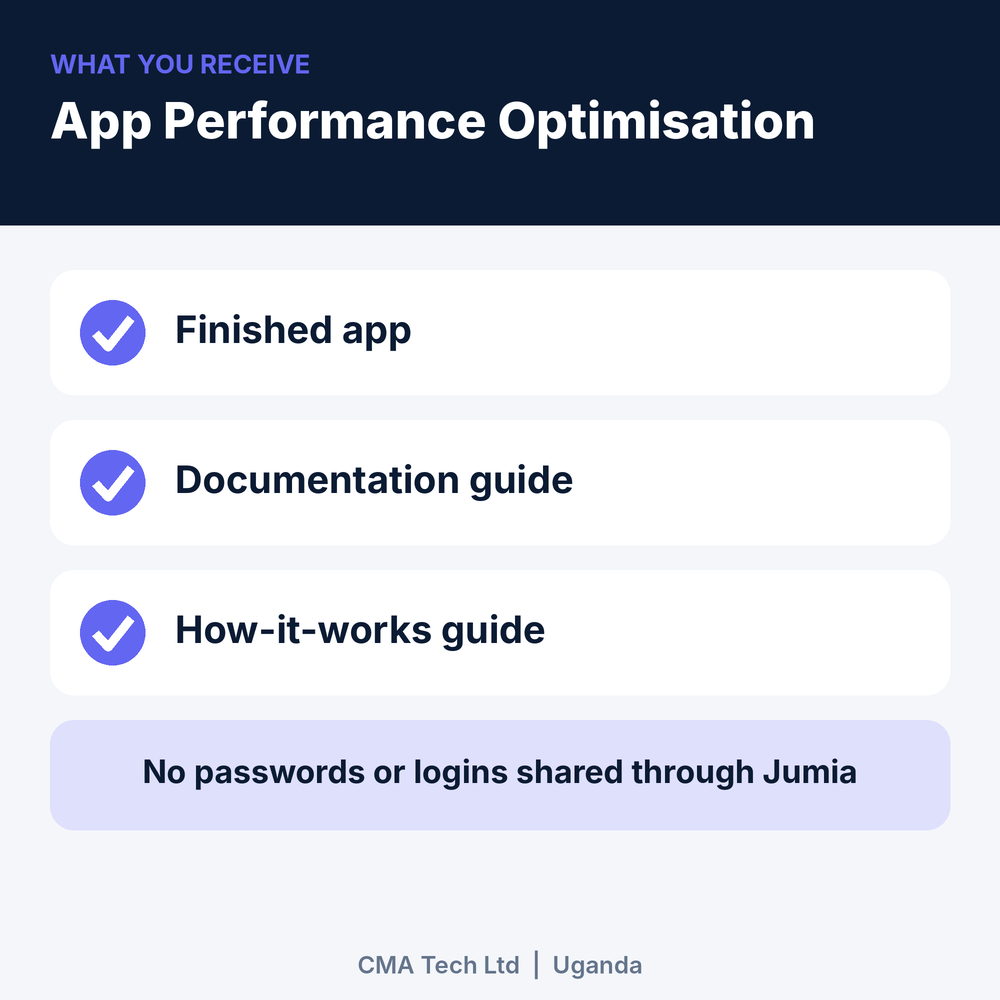 WHAT YOU RECEIVE
App Performance Optimisation
Finished app
Documentation guide
How-it-works guide
No passwords or logins shared through Jumia
CMA Tech Ltd | Uganda